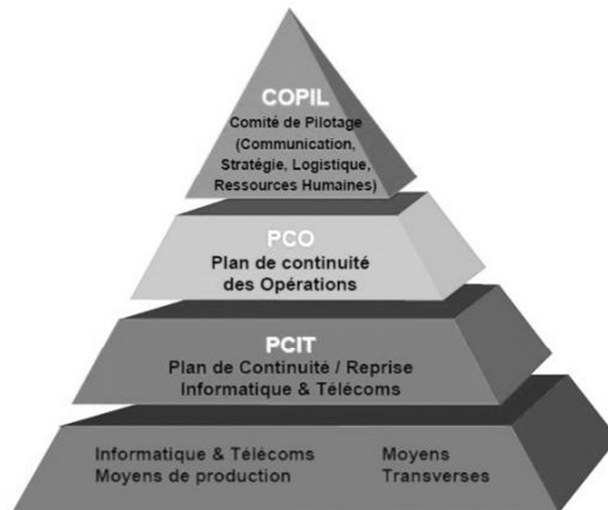 COPIL
Comité de Pilotage
(Communication,
Stratégie, Logistique,
Ressources Humaines)
PCO
Plan de continuité
des Opérations
PCIT
Plan de Continuité / Reprise
Informatique & Télécoms
Informatique & Télécoms
Moyens de production
Moyens
Transverses